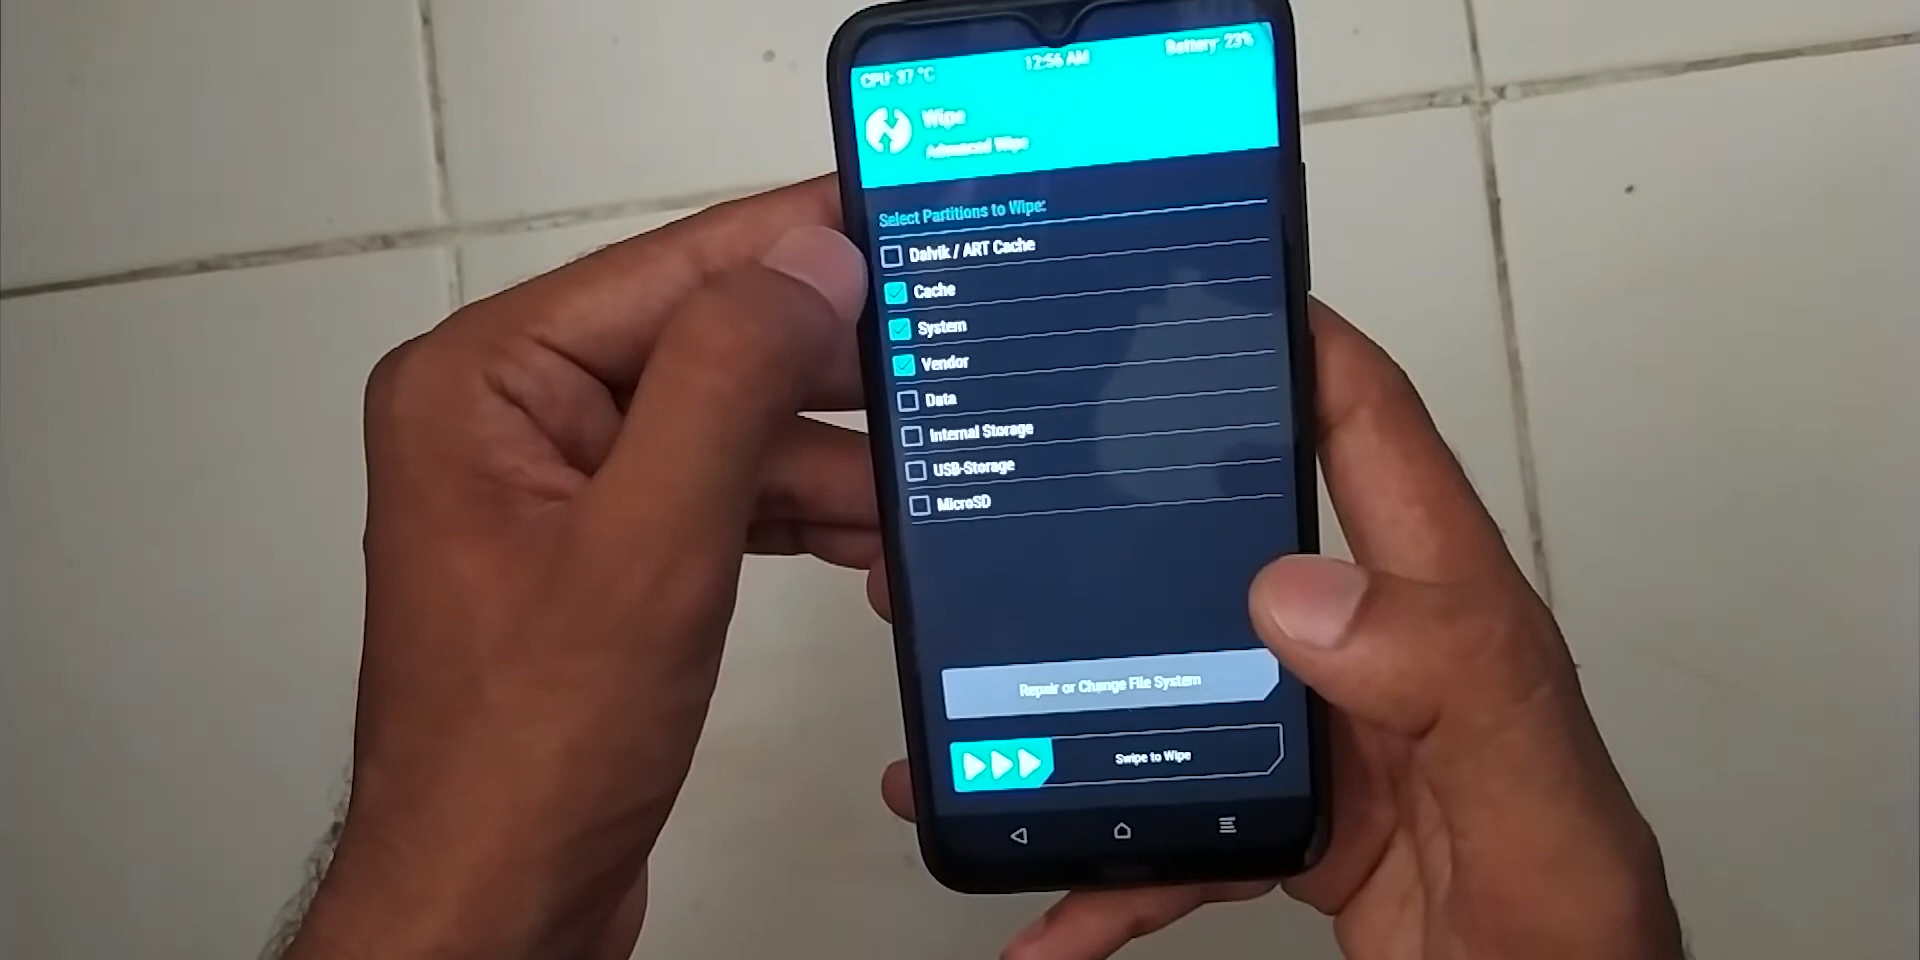 CPU: 37 °C 12:56 AM Battery: 23%
Wipe
Advanced Wipe
Select Partitions to Wipe:
Dalvik / ART Cache
Cache
System
Vendor
Data
Internal Storage
USB-Storage
MicroSD
Repair or Change File System
Swipe to Wipe